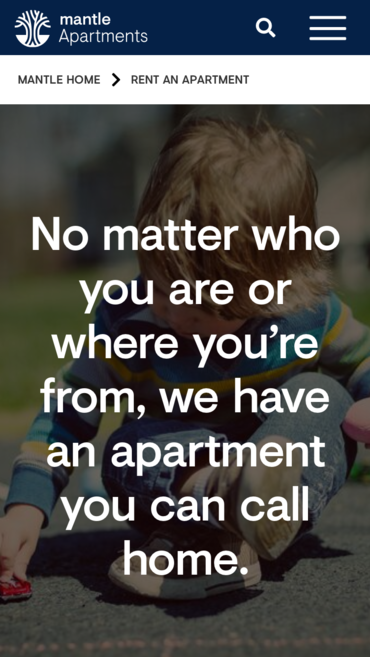 mantle
Apartments
MANTLE HOME
RENT AN APARTMENT
No matter who
you are or
where you’re
from, we have
an apartment
you can call
home.